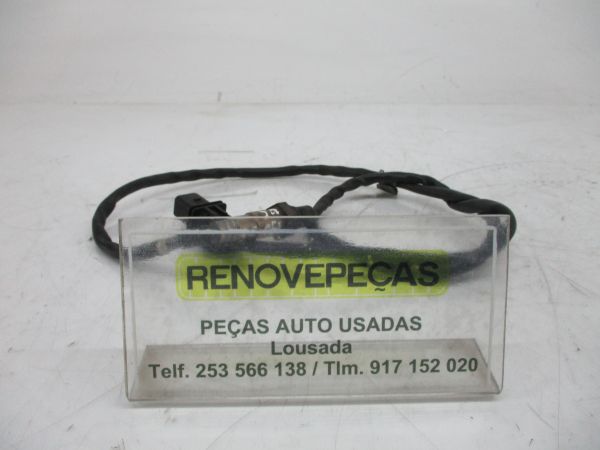 RENOVEPEÇAS
PEÇAS AUTO USADAS
Lousada
Telf. 253 566 138 / Tlm. 917 152 020